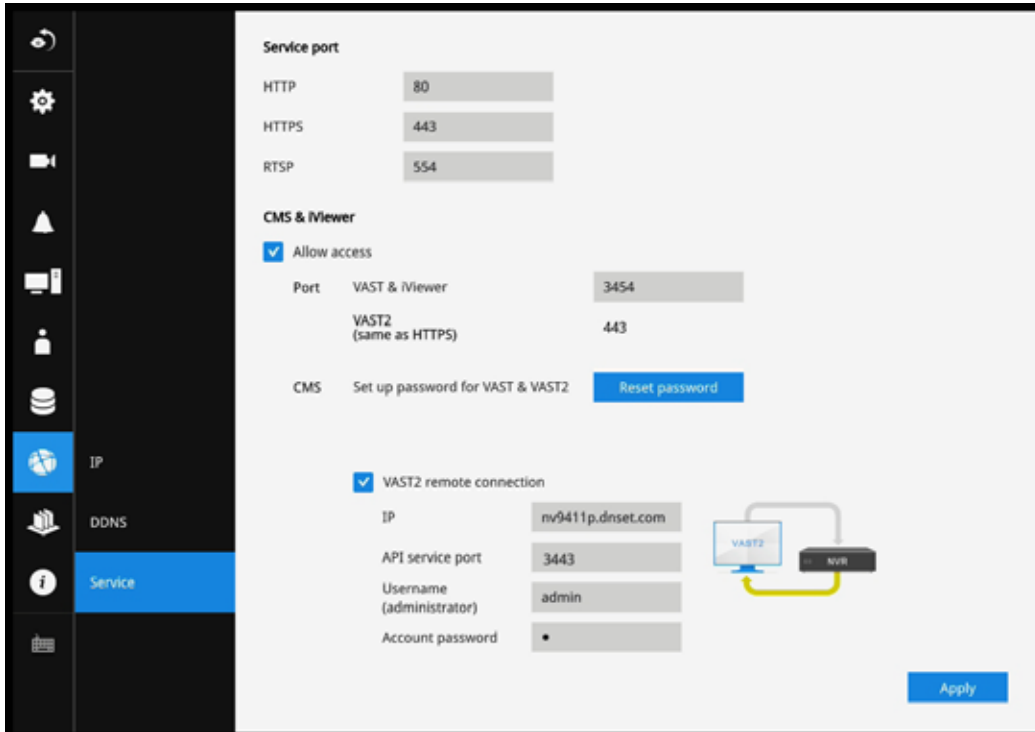 Service port
HTTP 80
HTTPS 443
RTSP 554
CMS & iViewer
Allow access
Port VAST & iViewer 3454
VAST2
(same as HTTPS) 443
CMS Set up password for VAST & VAST2 Reset password
IP
VAST2 remote connection
IP nv9411p.dnset.com
DDNS
VAST2
NVR
API service port 3443
Service
Username
(administrator) admin
Account password •
Apply